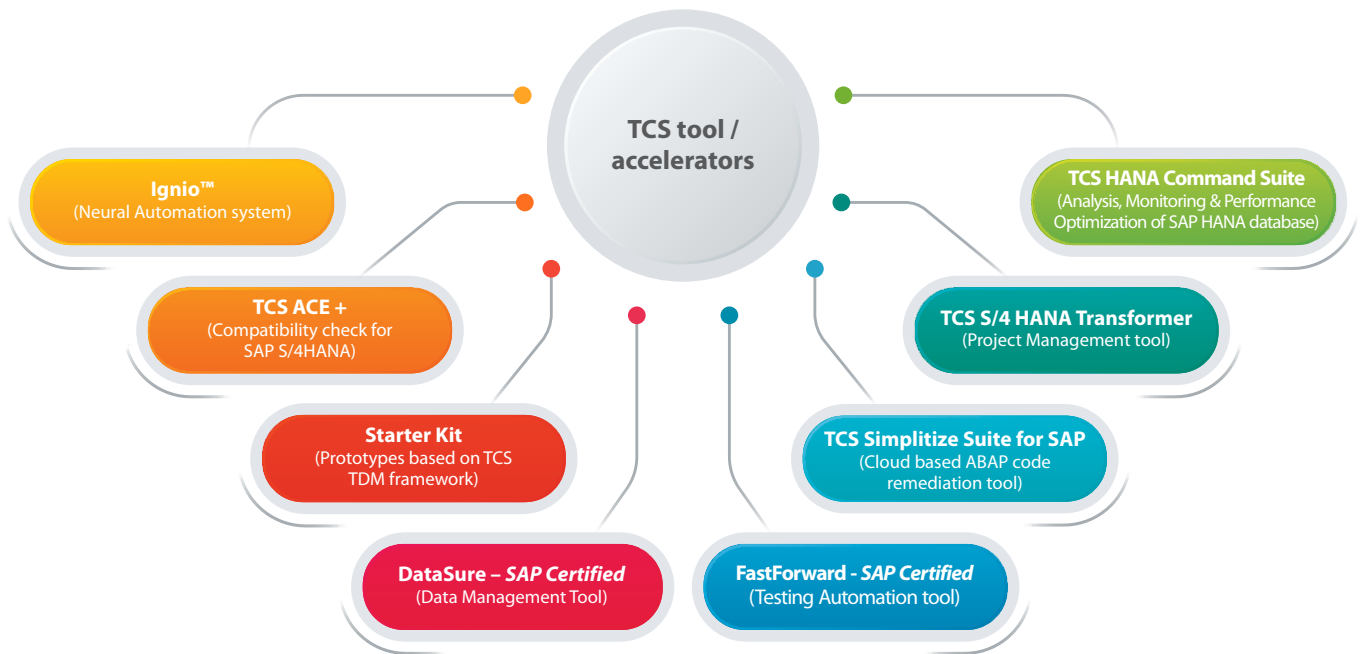 TCS tool /
accelerators
Ignio™
(Neural Automation system)
TCS ACE +
(Compatibility check for
SAP S/4HANA)
Starter Kit
(Prototypes based on TCS
TDM framework)
DataSure – SAP Certified
(Data Management Tool)
FastForward - SAP Certified
(Testing Automation tool)
TCS Simplitize Suite for SAP
(Cloud based ABAP code
remediation tool)
TCS S/4 HANA Transformer
(Project Management tool)
TCS HANA Command Suite
(Analysis, Monitoring & Performance
Optimization of SAP HANA database)